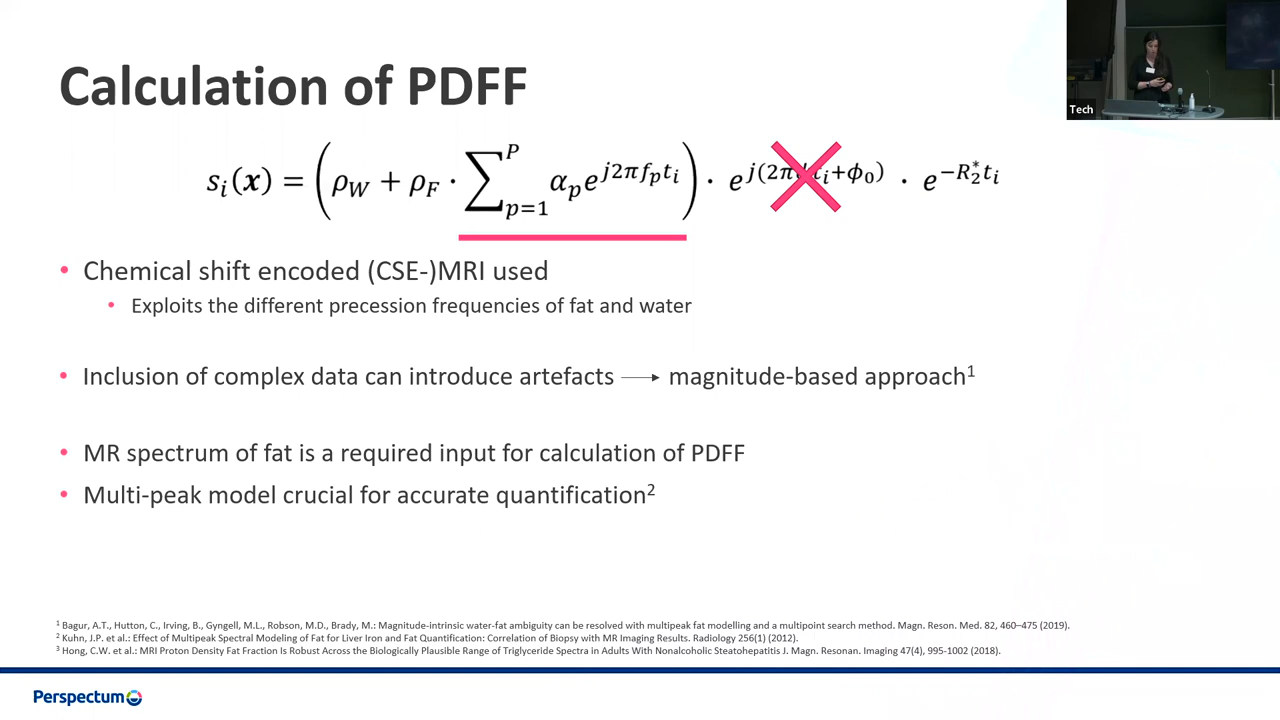 Tech
Calculation of PDFF
s_i(x) = (ρ_W + ρ_F · ∑_{p=1}^{P} α_p e^{j2πf_p t_i}) · e^{j(2π t_i+ϕ_0)} · e^{−R_2^* t_i}
• Chemical shift encoded (CSE-)MRI used
• Exploits the different precession frequencies of fat and water
• Inclusion of complex data can introduce artefacts ⟶ magnitude-based approach¹
• MR spectrum of fat is a required input for calculation of PDFF
• Multi-peak model crucial for accurate quantification²
¹ Bagur, A.T., Hutton, C., Irving, B., Gyngell, M.L., Robson, M.D., Brady, M.: Magnitude-intrinsic water-fat ambiguity can be resolved with multipeak fat modelling and a multipoint search method. Magn. Reson. Med. 82, 460–475 (2019).
² Kuhn, J.P. et al.: Effect of Multipeak Spectral Modeling of Fat for Liver Iron and Fat Quantification: Correlation of Biopsy with MR Imaging Results. Radiology 256(1) (2012).
³ Hong, C.W. et al.: MRI Proton Density Fat Fraction Is Robust Across the Biologically Plausible Range of Triglyceride Spectra in Adults With Nonalcoholic Steatohepatitis J. Magn. Resonan. Imaging 47(4), 995-1002 (2018).
Perspectum